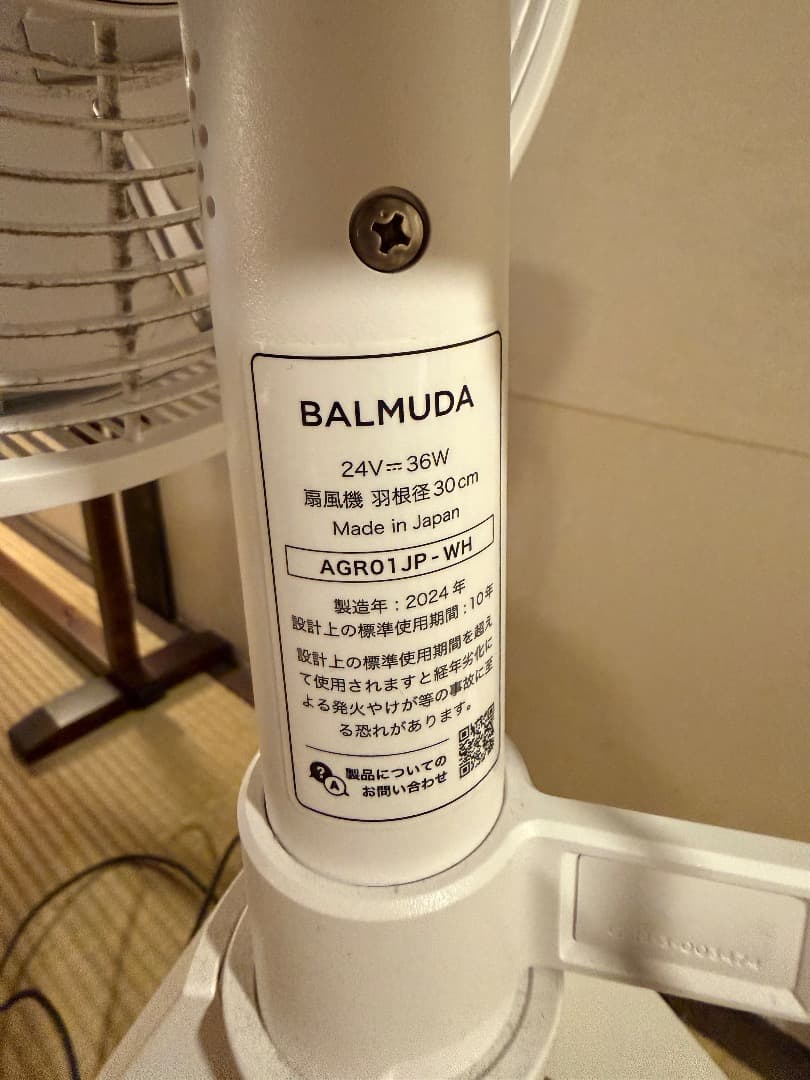 BALMUDA
24V⎓36W
扇風機 羽根径30cm
Made in Japan
AGR01JP-WH
製造年：2024年
設計上の標準使用期間：10年
設計上の標準使用期間を超え
て使用されますと経年劣化に
よる発火やけが等の事故に至
る恐れがあります。
?
A
製品についての
お問い合わせ